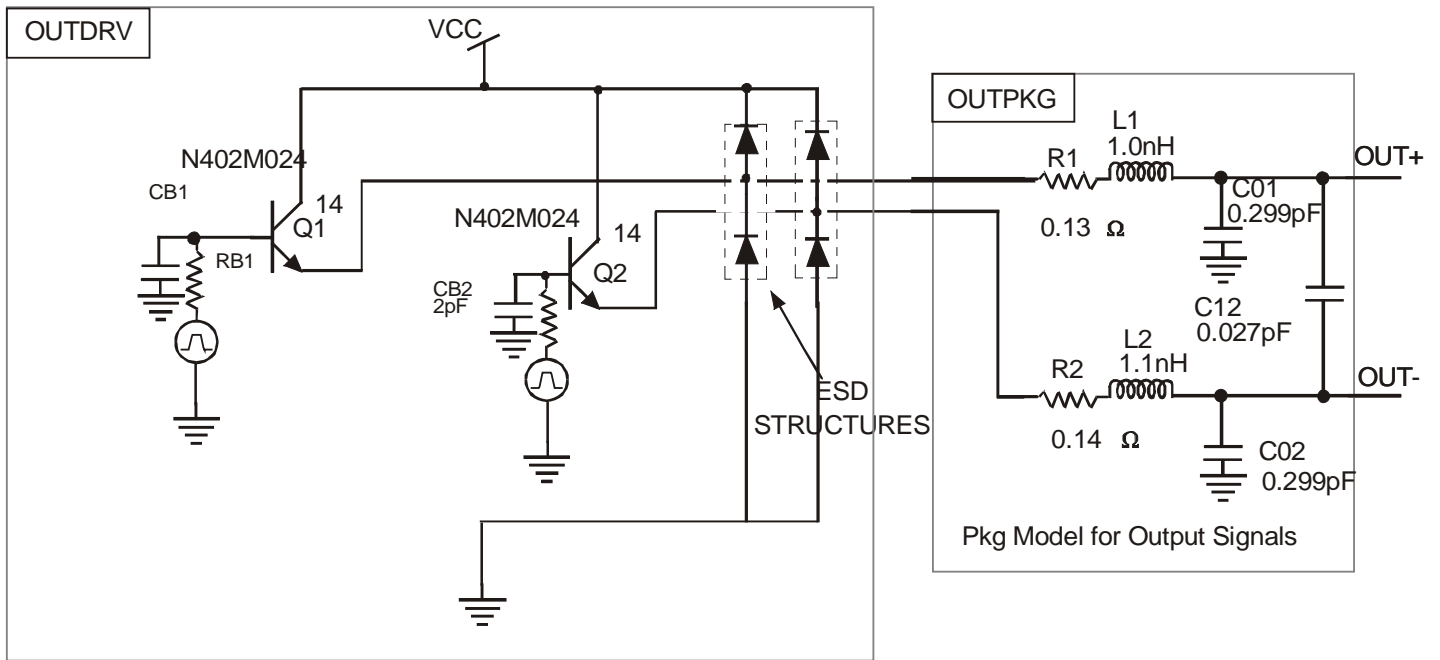 OUTDRV
VCC
N402M024
CB1
14
Q1
RB1
N402M024
14
Q2
CB2
2pF
ESD
STRUCTURES
OUTPKG
L1
1.0nH
R1
0.13 Ω
C01
0.299pF
OUT+
C12
0.027pF
L2
1.1nH
R2
0.14 Ω
OUT-
C02
0.299pF
Pkg Model for Output Signals